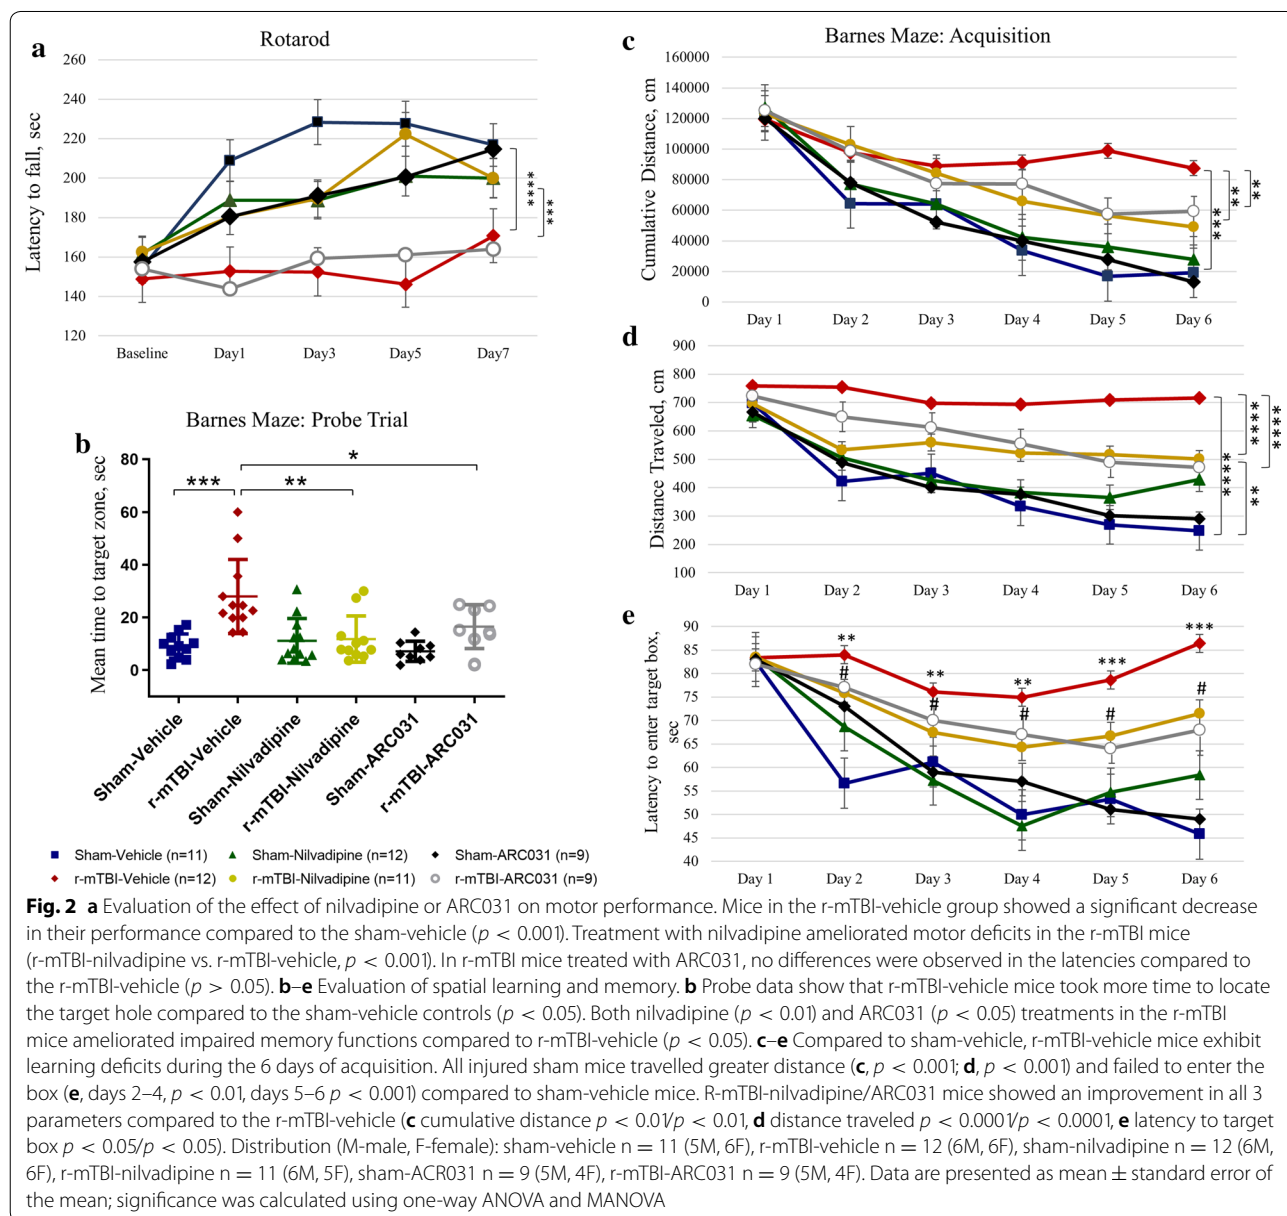 a
Rotarod
Latency to fall, sec
260
240
220
200
180
160
140
120
Baseline Day1 Day3 Day5 Day7
****
***
b
Barnes Maze: Probe Trial
Mean time to target zone, sec
80
60
40
20
0
*** ** *
Sham-Vehicle
r-mTBI-Vehicle
Sham-Nilvadipine
r-mTBI-Nilvadipine
Sham-ARC031
r-mTBI-ARC031
Sham-Vehicle (n=11) Sham-Nilvadipine (n=12) Sham-ARC031 (n=9)
r-mTBI-Vehicle (n=12) r-mTBI-Nilvadipine (n=11) r-mTBI-ARC031 (n=9)
c
Barnes Maze: Acquisition
Cumulative Distance, cm
160000
140000
120000
100000
80000
60000
40000
20000
0
Day 1 Day 2 Day 3 Day 4 Day 5 Day 6
***
**
**
d
Distance Traveled, cm
900
800
700
600
500
400
300
200
100
Day 1 Day 2 Day 3 Day 4 Day 5 Day 6
****
****
****
**
e
Latency to enter target box,
sec
90
85
80
75
70
65
60
55
50
45
40
** ** ** *** ***
# # # # #
Day 1 Day 2 Day 3 Day 4 Day 5 Day 6
Fig. 2 a Evaluation of the effect of nilvadipine or ARC031 on motor performance. Mice in the r-mTBI-vehicle group showed a significant decrease
in their performance compared to the sham-vehicle (p < 0.001). Treatment with nilvadipine ameliorated motor deficits in the r-mTBI mice
(r-mTBI-nilvadipine vs. r-mTBI-vehicle, p < 0.001). In r-mTBI mice treated with ARC031, no differences were observed in the latencies compared to
the r-mTBI-vehicle (p > 0.05). b–e Evaluation of spatial learning and memory. b Probe data show that r-mTBI-vehicle mice took more time to locate
the target hole compared to the sham-vehicle controls (p < 0.05). Both nilvadipine (p < 0.01) and ARC031 (p < 0.05) treatments in the r-mTBI
mice ameliorated impaired memory functions compared to r-mTBI-vehicle (p < 0.05). c–e Compared to sham-vehicle, r-mTBI-vehicle mice exhibit
learning deficits during the 6 days of acquisition. All injured sham mice travelled greater distance (c, p < 0.001; d, p < 0.001) and failed to enter the
box (e, days 2–4, p < 0.01, days 5–6 p < 0.001) compared to sham-vehicle mice. R-mTBI-nilvadipine/ARC031 mice showed an improvement in all 3
parameters compared to the r-mTBI-vehicle (c cumulative distance p < 0.01/p < 0.01, d distance traveled p < 0.0001/p < 0.0001, e latency to target
box p < 0.05/p < 0.05). Distribution (M-male, F-female): sham-vehicle n = 11 (5M, 6F), r-mTBI-vehicle n = 12 (6M, 6F), sham-nilvadipine n = 12 (6M,
6F), r-mTBI-nilvadipine n = 11 (6M, 5F), sham-ACR031 n = 9 (5M, 4F), r-mTBI-ARC031 n = 9 (5M, 4F). Data are presented as mean ± standard error of
the mean; significance was calculated using one-way ANOVA and MANOVA